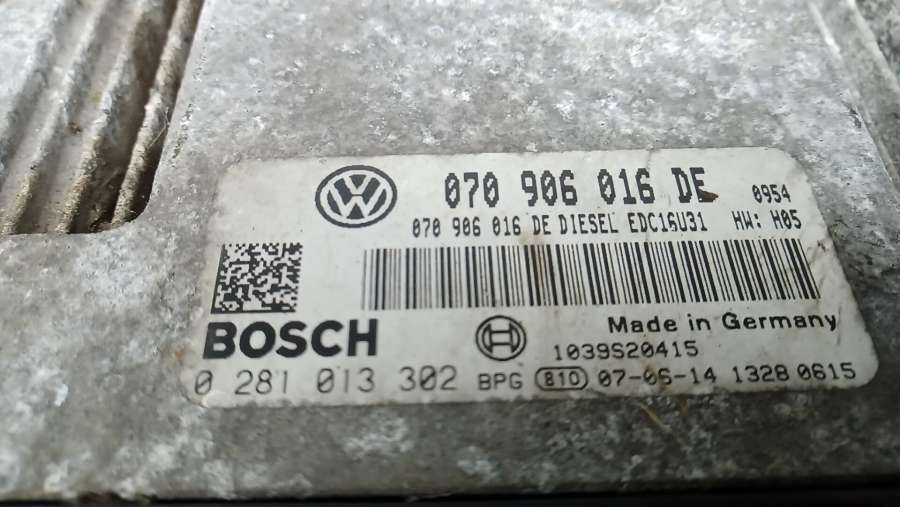 070 906 016 DE 0954
070 906 016 DE DIESEL EDC16U31 HW: H05
BOSCH Made in Germany
1039S20415
0 281 013 302 BPG 810 07-06-14 1328 0615